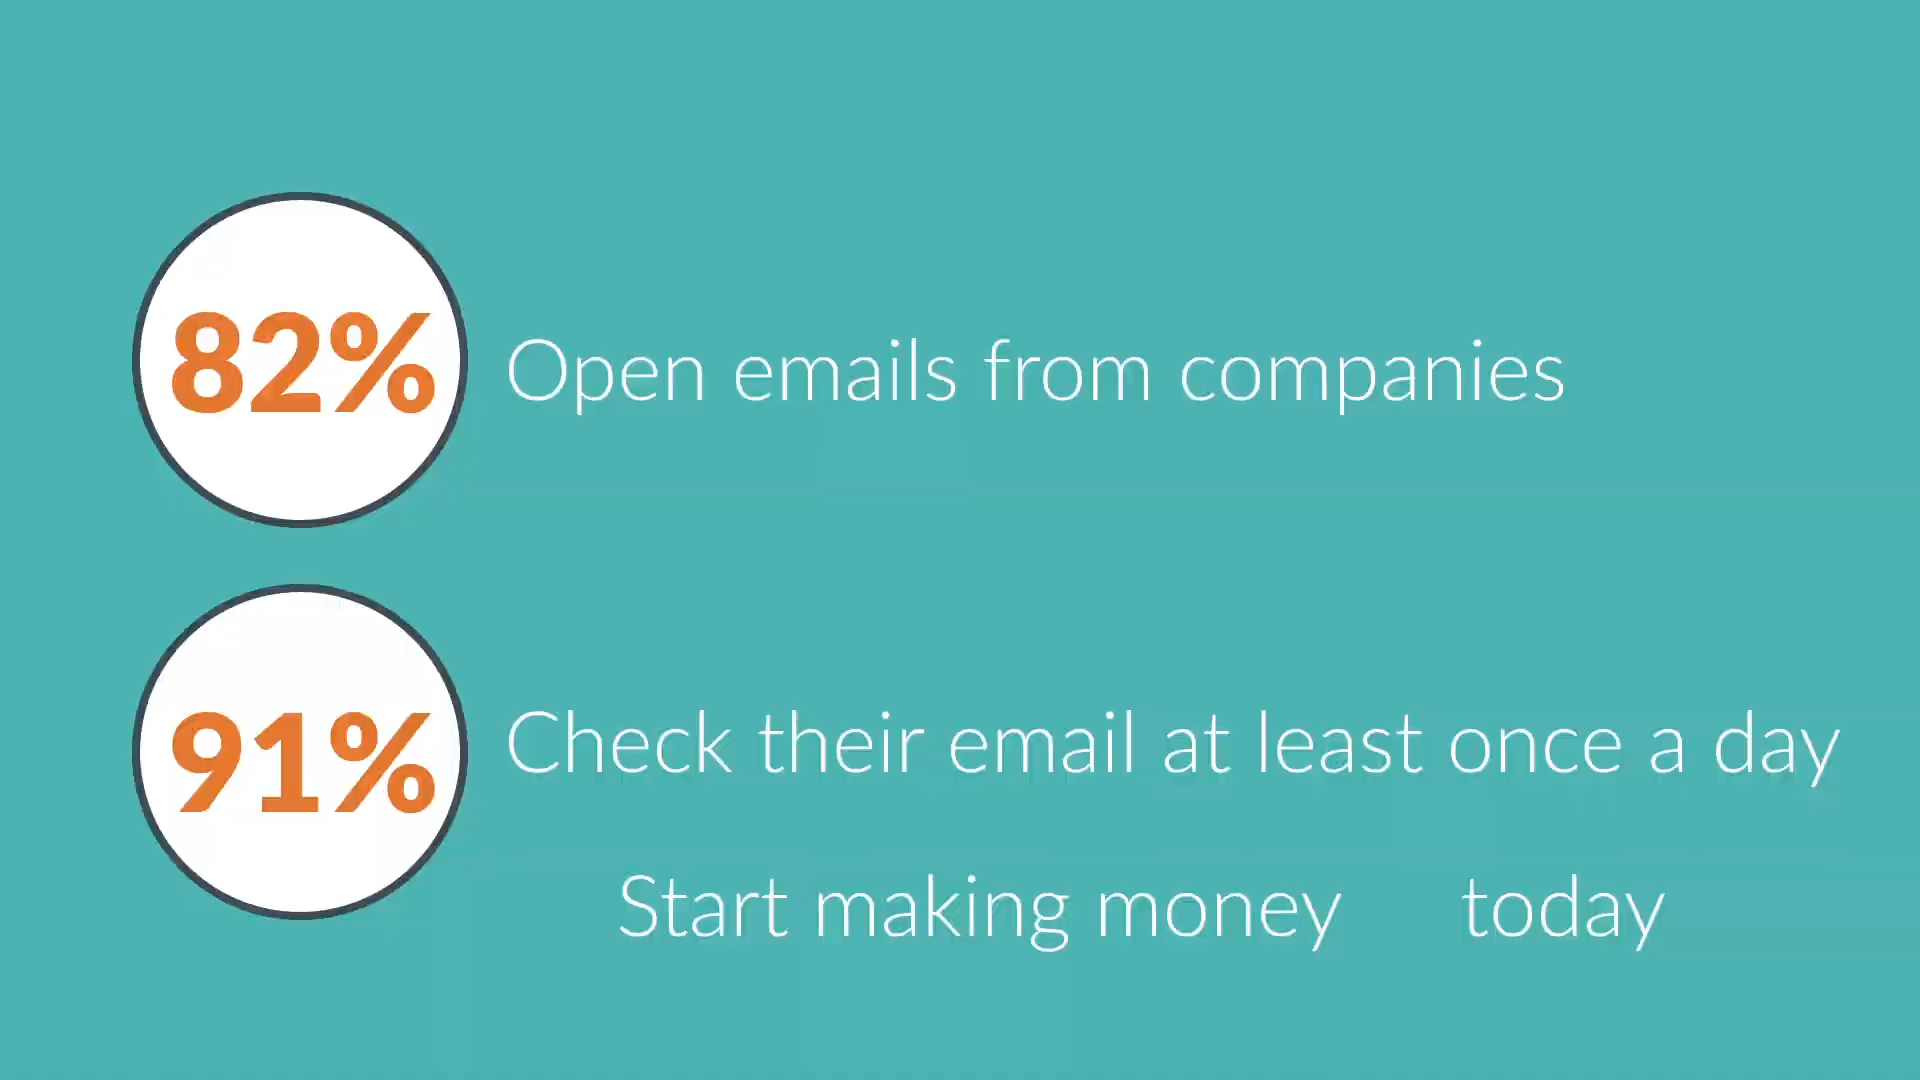 82%
Open emails from companies
91%
Check their email at least once a day
Start making money today